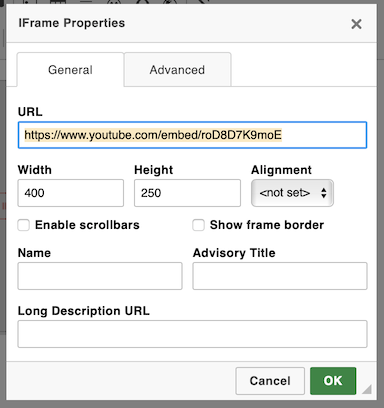 IFrame Properties
General Advanced
URL
https://www.youtube.com/embed/roD8D7K9moE
Width Height Alignment
400 250 <not set>
Enable scrollbars Show frame border
Name Advisory Title
Long Description URL
Cancel OK